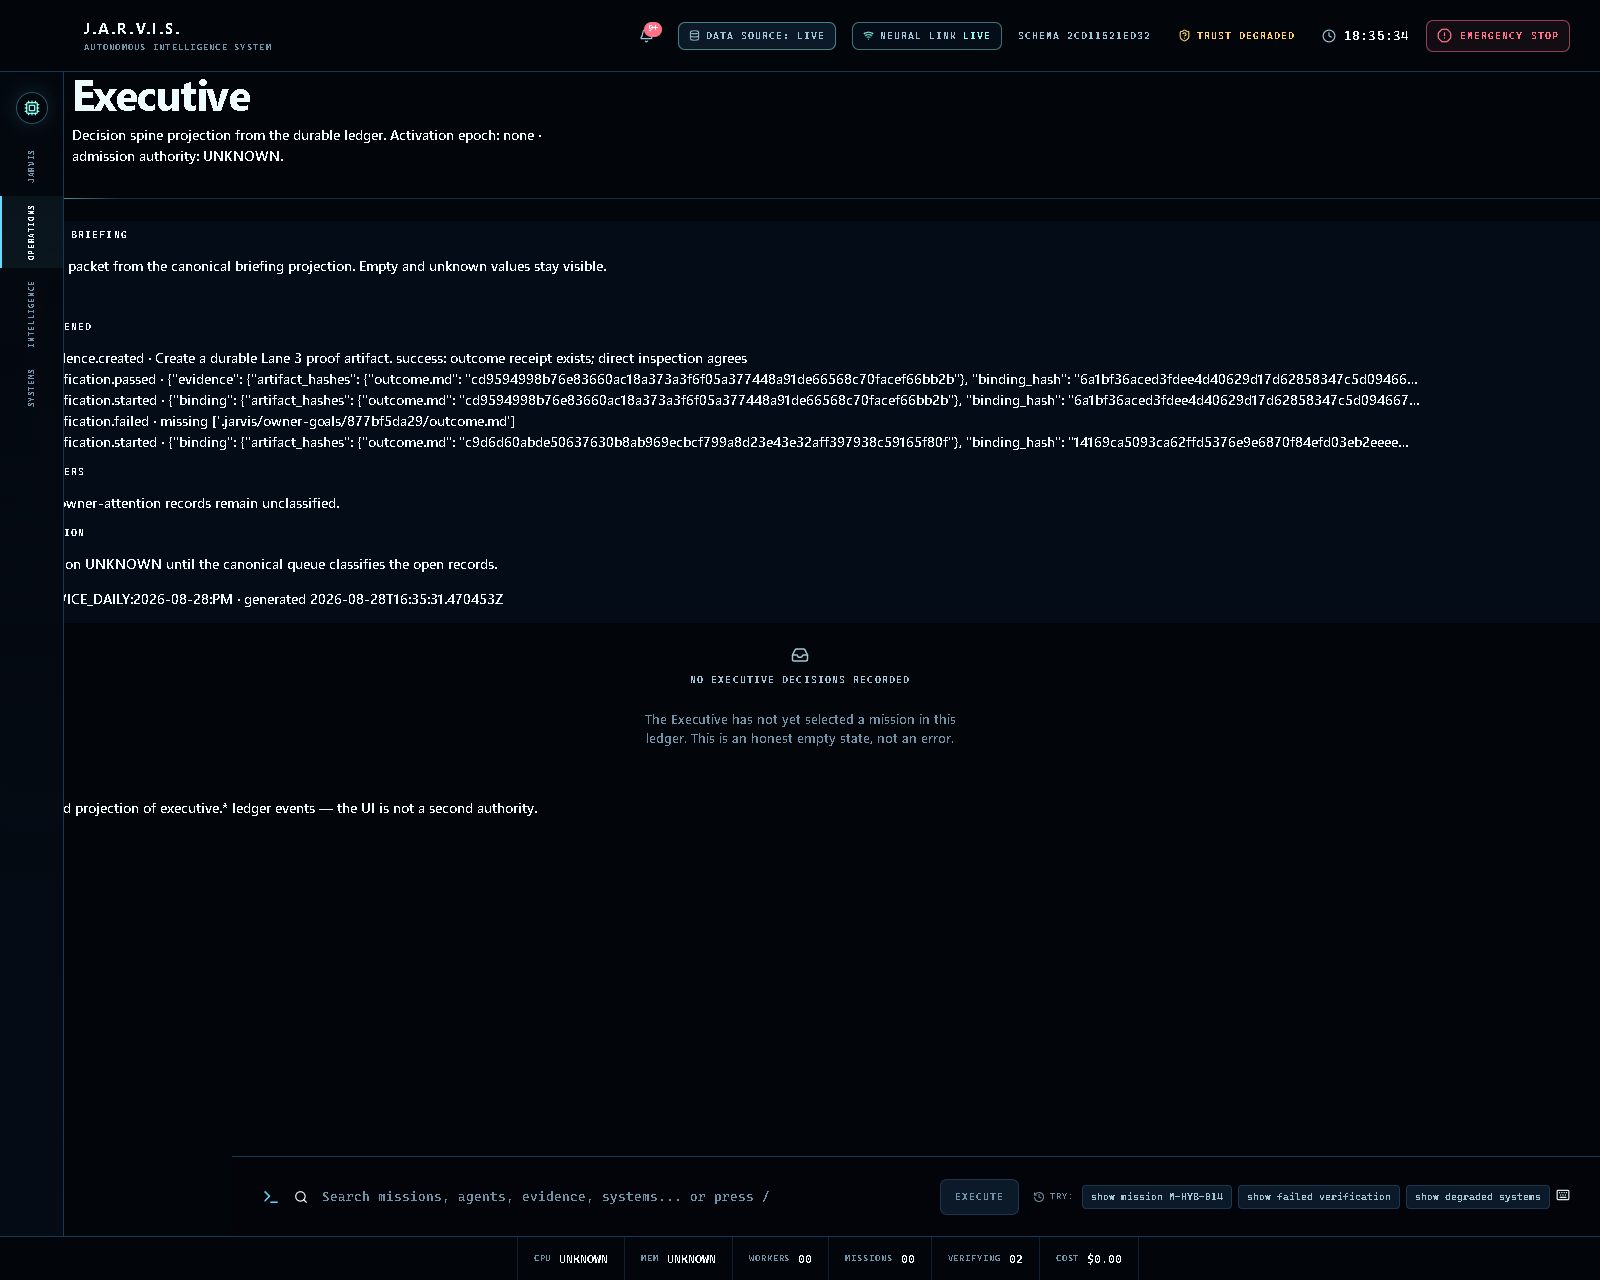 J.A.R.V.I.S.
AUTONOMOUS INTELLIGENCE SYSTEM
9+
DATA SOURCE: LIVE
NEURAL LINK LIVE
SCHEMA 2CD11521ED32
TRUST DEGRADED
18:35:34
EMERGENCY STOP
JARVIS
OPERATIONS
INTELLIGENCE
SYSTEMS
Executive
Decision spine projection from the durable ledger. Activation epoch: none ·
admission authority: UNKNOWN.
BRIEFING
packet from the canonical briefing projection. Empty and unknown values stay visible.
ENED
lence.created · Create a durable Lane 3 proof artifact. success: outcome receipt exists; direct inspection agrees
fication.passed · {"evidence": {"artifact_hashes": {"outcome.md": "cd9594998b76e83660ac18a373a3f6f05a377448a91de66568c70facef66bb2b"}, "binding_hash": "6a1bf36aced3fdee4d40629d17d62858347c5d09466...
fication.started · {"binding": {"artifact_hashes": {"outcome.md": "cd9594998b76e83660ac18a373a3f6f05a377448a91de66568c70facef66bb2b"}, "binding_hash": "6a1bf36aced3fdee4d40629d17d62858347c5d094667...
fication.failed · missing ['.jarvis/owner-goals/877bf5da29/outcome.md']
fication.started · {"binding": {"artifact_hashes": {"outcome.md": "c9d6d60abde50637630b8ab969ecbcf799a8d23e43e32aff397938c59165f80f"}, "binding_hash": "14169ca5093ca62ffd5376e9e6870f84efd03eb2eeee...
ERS
owner-attention records remain unclassified.
ION
on UNKNOWN until the canonical queue classifies the open records.
VICE_DAILY:2026-08-28:PM · generated 2026-08-28T16:35:31.470453Z
NO EXECUTIVE DECISIONS RECORDED
The Executive has not yet selected a mission in this
ledger. This is an honest empty state, not an error.
d projection of executive.* ledger events — the UI is not a second authority.
Search missions, agents, evidence, systems... or press /
EXECUTE
TRY:
show mission M-HYB-014
show failed verification
show degraded systems
CPU UNKNOWN
MEM UNKNOWN
WORKERS 00
MISSIONS 00
VERIFYING 02
COST $0.00